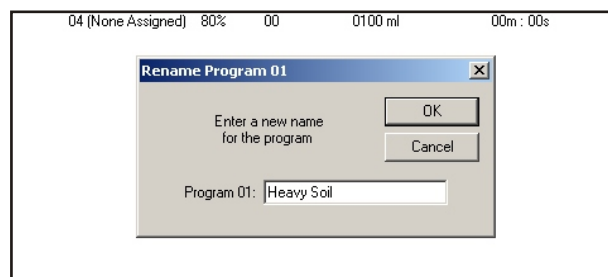 04 (None Assigned) 80% 00 0100 ml 00m : 00s
Rename Program 01
Enter a new name
for the program
OK
Cancel
Program 01: Heavy Soil